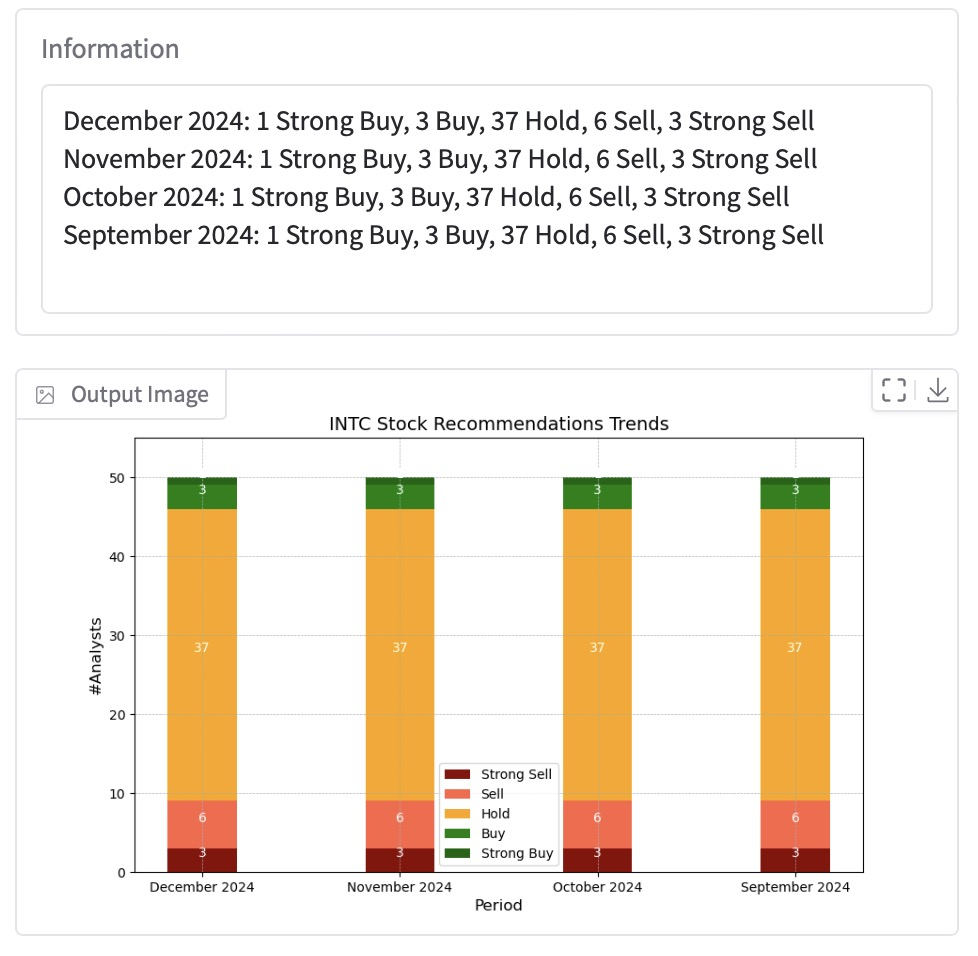 Information
December 2024: 1 Strong Buy, 3 Buy, 37 Hold, 6 Sell, 3 Strong Sell
November 2024: 1 Strong Buy, 3 Buy, 37 Hold, 6 Sell, 3 Strong Sell
October 2024: 1 Strong Buy, 3 Buy, 37 Hold, 6 Sell, 3 Strong Sell
September 2024: 1 Strong Buy, 3 Buy, 37 Hold, 6 Sell, 3 Strong Sell
Output Image
INTC Stock Recommendations Trends
#Analysts
50
40
30
20
10
0
3 3 3 3
37 37 37 37
6 6 6 6
3 3 3 3
Strong Sell
Sell
Hold
Buy
Strong Buy
December 2024 November 2024 October 2024 September 2024
Period